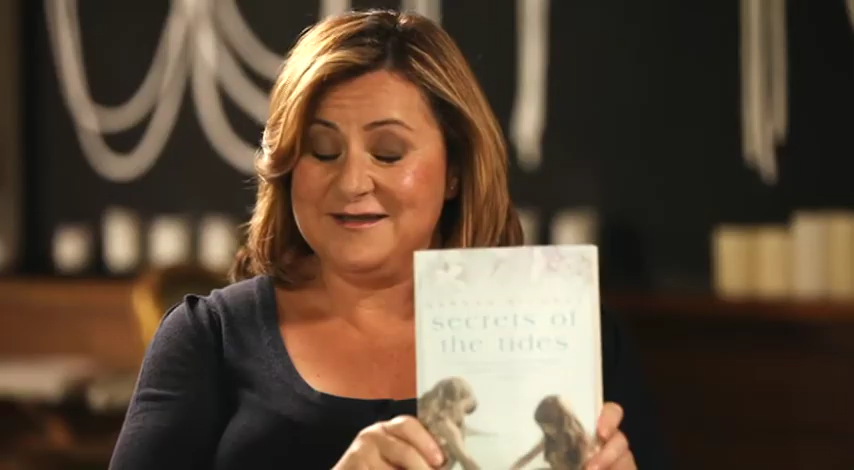 secrets of
the tides